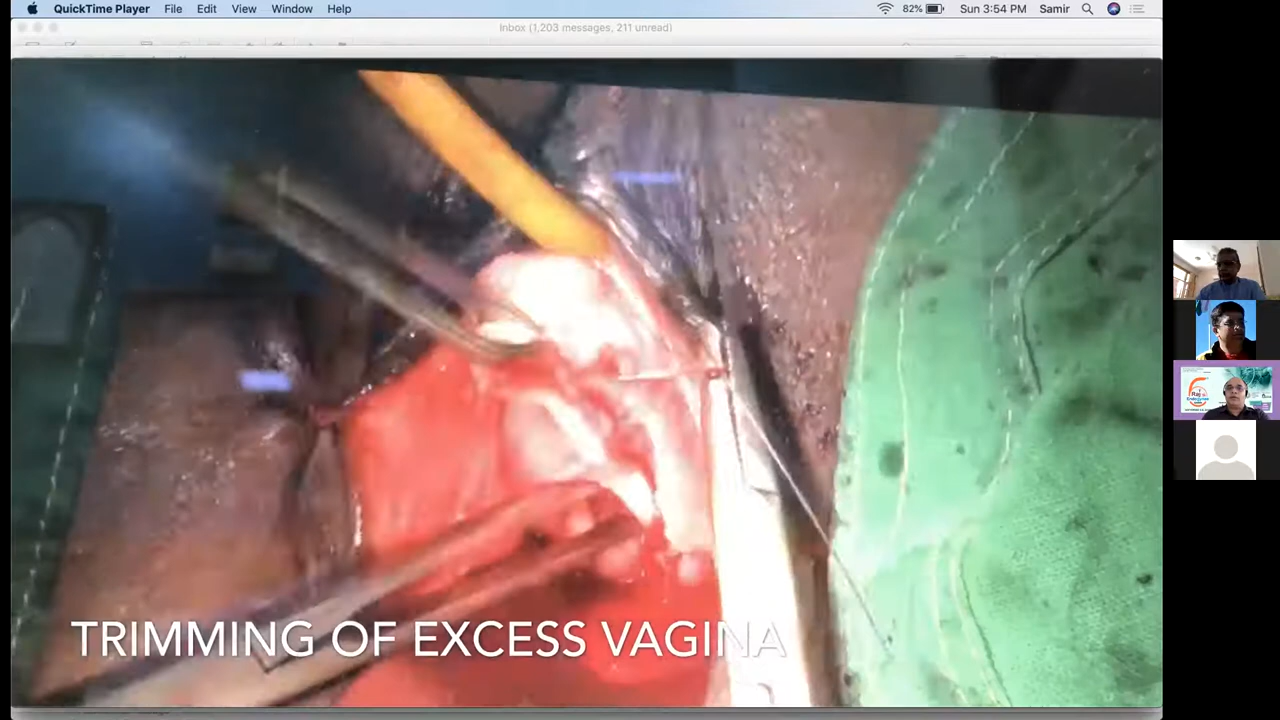 QuickTime Player File Edit View Window Help 82% Sun 3:54 PM Samir
Inbox (1,203 messages, 211 unread)
TRIMMING OF EXCESS VAGINA